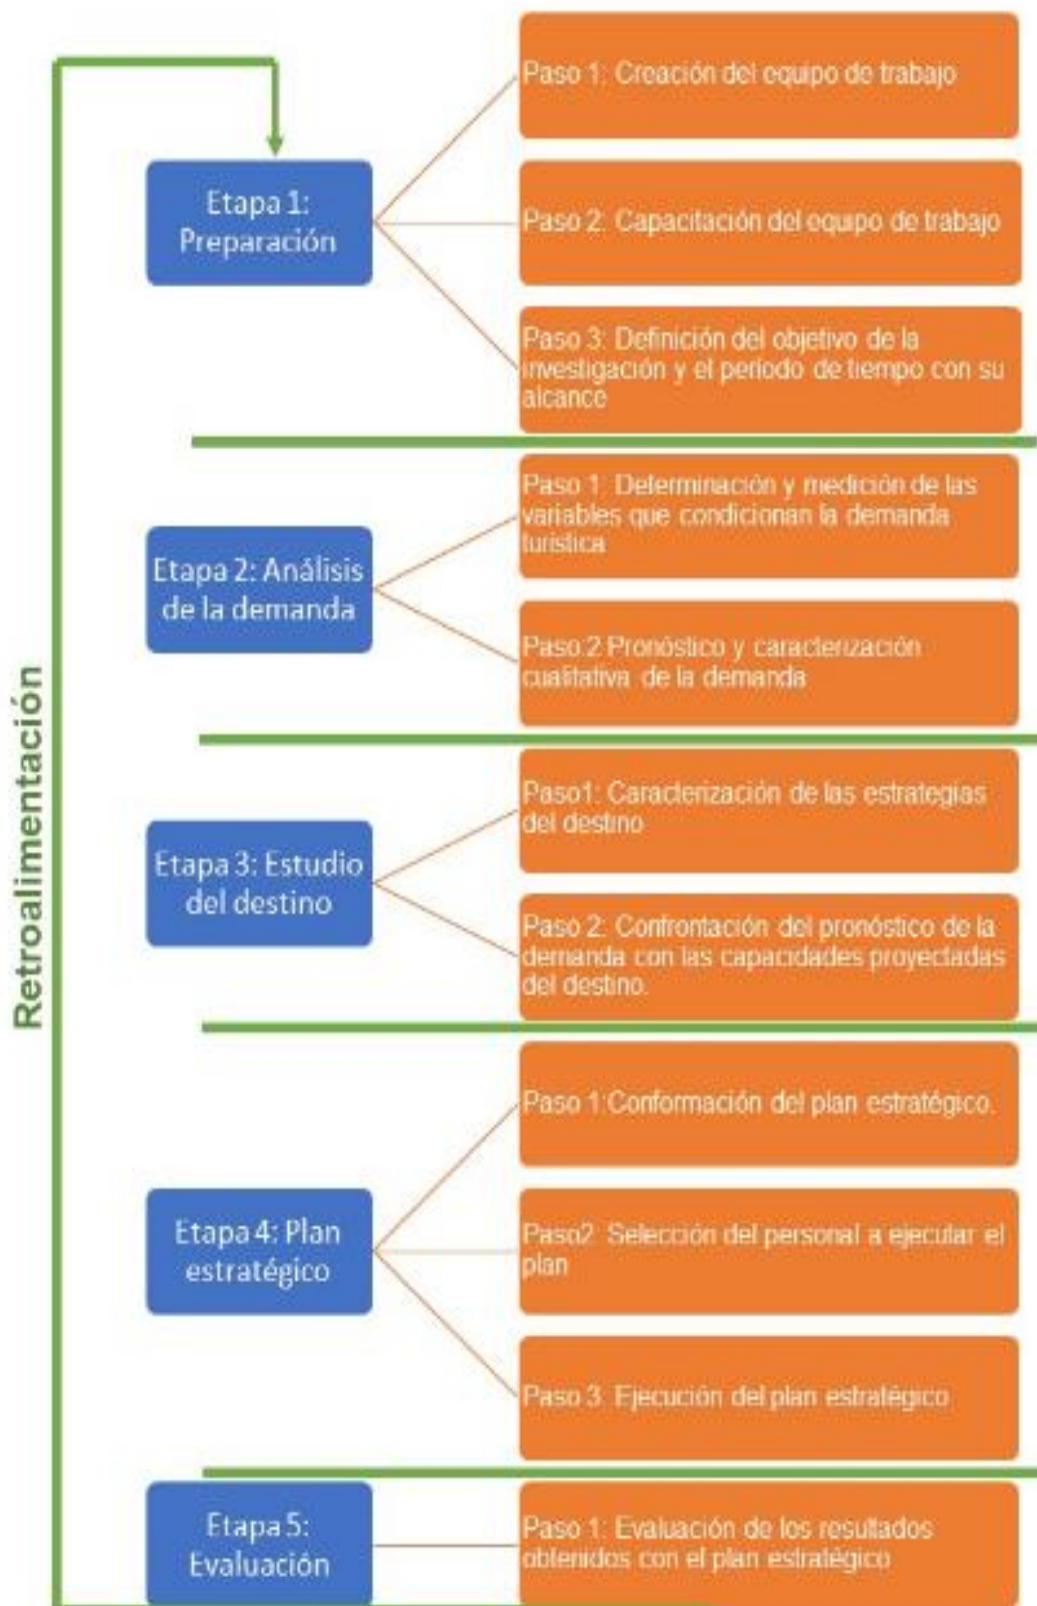 Retroalimentación
Etapa 1:
Preparación
Paso 1: Creación del equipo de trabajo
Paso 2: Capacitación del equipo de trabajo
Paso 3: Definición del objetivo de la
investigación y el período de tiempo con su
alcance
Etapa 2: Análisis
de la demanda
Paso 1: Determinación y medición de las
variables que condicionan la demanda
turística
Paso:2 Pronóstico y caracterización
cualitativa de la demanda
Etapa 3: Estudio
del destino
Paso1: Caracterización de las estrategias
del destino
Paso 2: Confrontación del pronóstico de la
demanda con las capacidades proyectadas
del destino.
Etapa 4: Plan
estratégico
Paso 1:Conformación del plan estratégico.
Paso2: Selección del personal a ejecutar el
plan
Paso 3: Ejecución del plan estratégico
Etapa 5:
Evaluación
Paso 1: Evaluación de los resultados
obtenidos con el plan estratégico